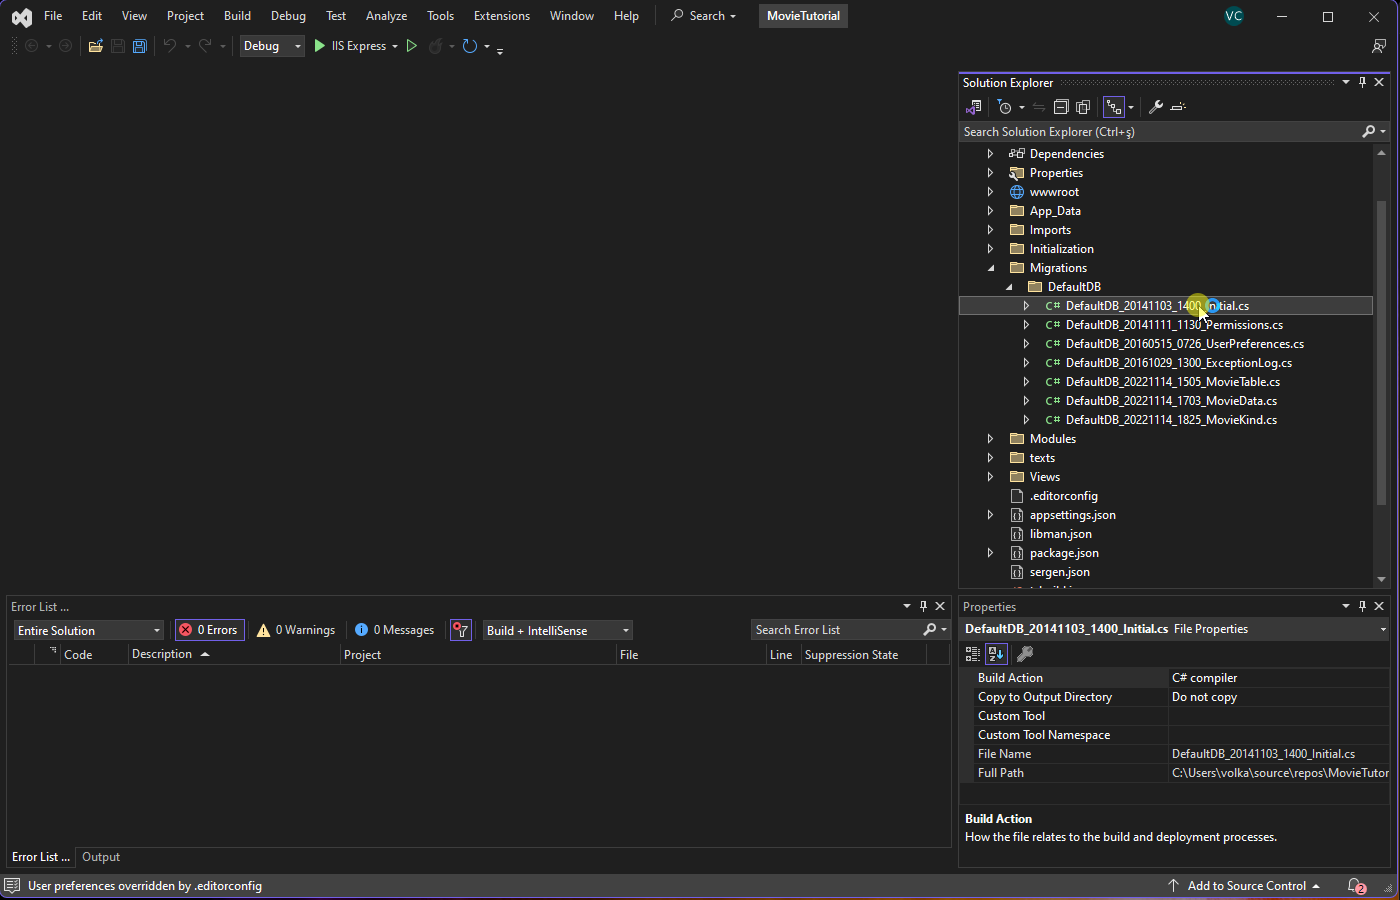 File Edit View Project Build Debug Test Analyze Tools Extensions Window Help Search MovieTutorial VC
Debug IIS Express
Solution Explorer
Search Solution Explorer (Ctrl+ş)
Dependencies
Properties
wwwroot
App_Data
Imports
Initialization
Migrations
DefaultDB
C# DefaultDB_20141103_1400_Initial.cs
C# DefaultDB_20141111_1130_Permissions.cs
C# DefaultDB_20160515_0726_UserPreferences.cs
C# DefaultDB_20161029_1300_ExceptionLog.cs
C# DefaultDB_20221114_1505_MovieTable.cs
C# DefaultDB_20221114_1703_MovieData.cs
C# DefaultDB_20221114_1825_MovieKind.cs
Modules
texts
Views
.editorconfig
appsettings.json
libman.json
package.json
sergen.json
Error List ...
Entire Solution 0 Errors 0 Warnings 0 Messages Build + IntelliSense Search Error List
Code Description Project File Line Suppression State
Error List ... Output
Properties
DefaultDB_20141103_1400_Initial.cs File Properties
Build Action C# compiler
Copy to Output Directory Do not copy
Custom Tool
Custom Tool Namespace
File Name DefaultDB_20141103_1400_Initial.cs
Full Path C:\Users\volka\source\repos\MovieTutor
Build Action
How the file relates to the build and deployment processes.
User preferences overridden by .editorconfig Add to Source Control 2